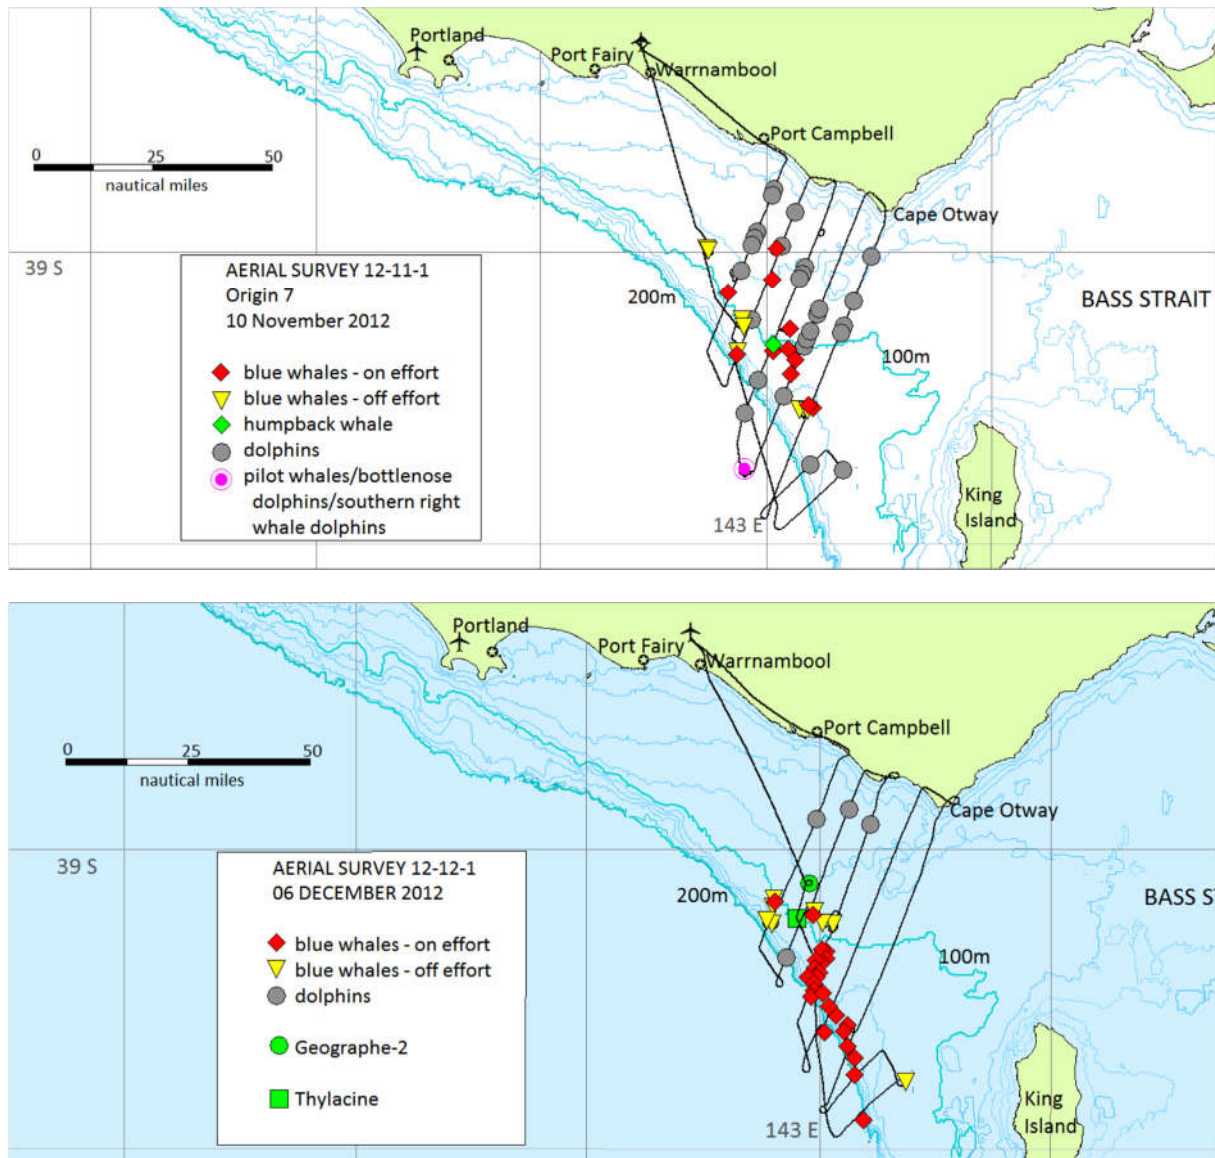 Portland
Port Fairy
Warrnambool
Port Campbell
0 25 50
nautical miles
Cape Otway
39 S
AERIAL SURVEY 12-11-1
Origin 7
10 November 2012
200m
BASS STRAIT
100m
blue whales - on effort
blue whales - off effort
humpback whale
dolphins
pilot whales/bottlenose
dolphins/southern right
whale dolphins
King
Island
143 E
Portland
Port Fairy
Warrnambool
Port Campbell
0 25 50
nautical miles
Cape Otway
39 S
AERIAL SURVEY 12-12-1
06 DECEMBER 2012
200m
BASS S
100m
blue whales - on effort
blue whales - off effort
dolphins
Geographe-2
Thylacine
King
Island
143 E